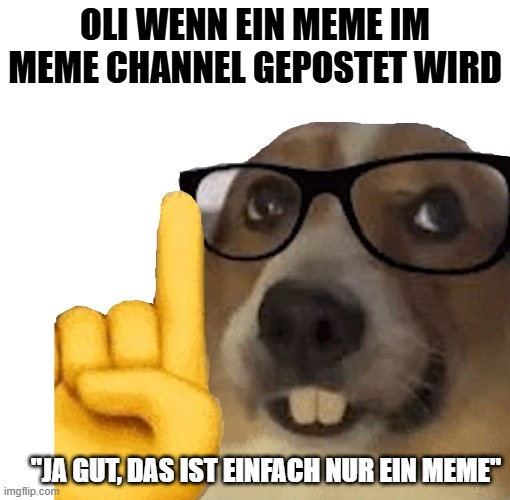 OLI WENN EIN MEME IM
MEME CHANNEL GEPOSTET WIRD
"JA GUT, DAS IST EINFACH NUR EIN MEME"
imgflip.com